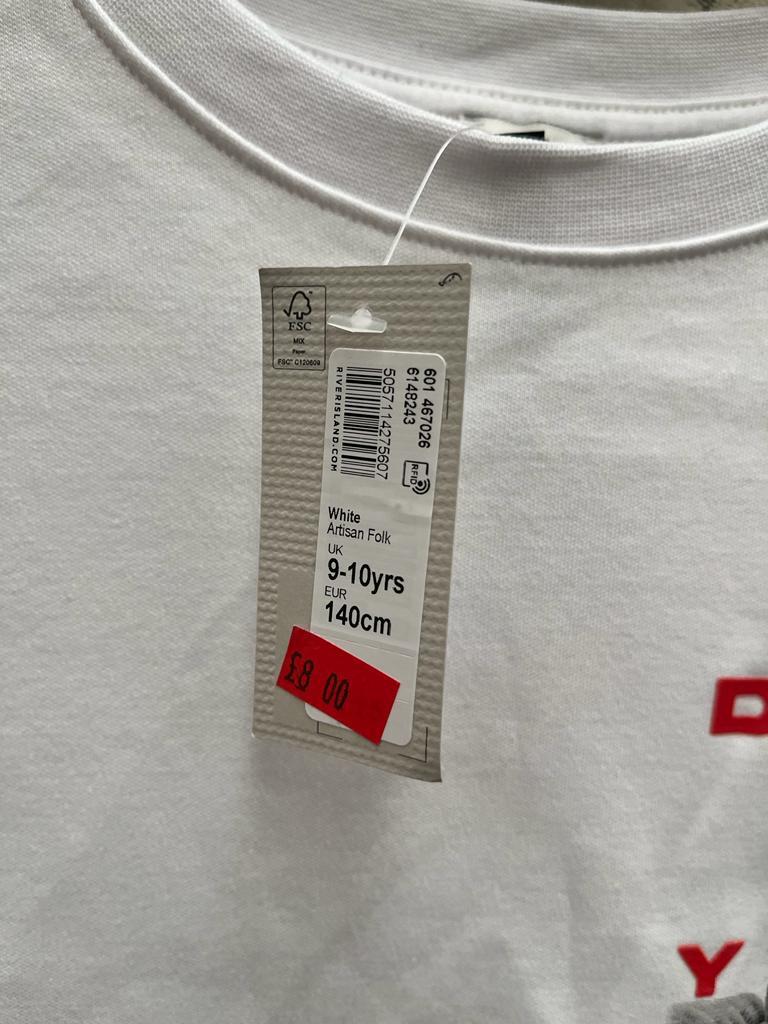 FSC
MIX
Paper
FSC® C120609
601 467026
6148243
RFID
5057114275607
RIVERISLAND.COM
White
Artisan Folk
UK
9-10yrs
EUR
140cm
£8 00
Y